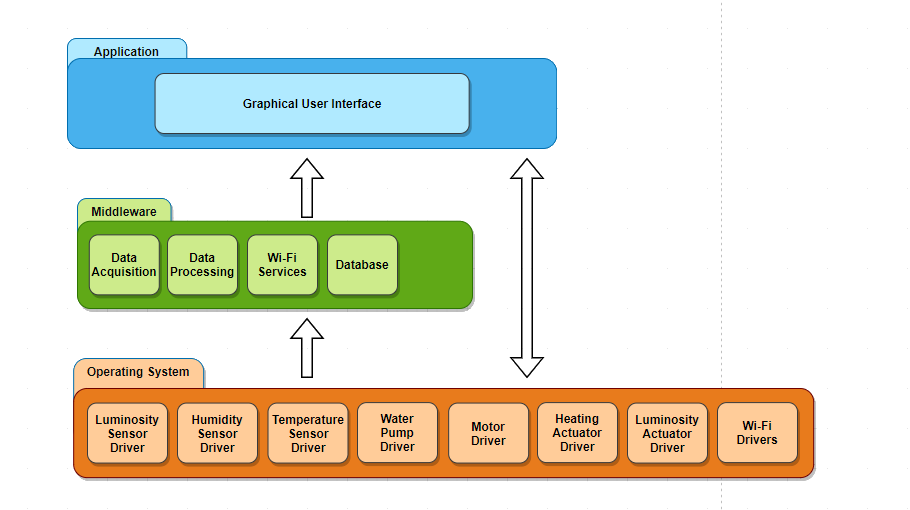 Application
Graphical User Interface
Middleware
Data
Acquisition
Data
Processing
Wi-Fi
Services
Database
Operating System
Luminosity
Sensor
Driver
Humidity
Sensor
Driver
Temperature
Sensor
Driver
Water
Pump
Driver
Motor
Driver
Heating
Actuator
Driver
Luminosity
Actuator
Driver
Wi-Fi
Drivers